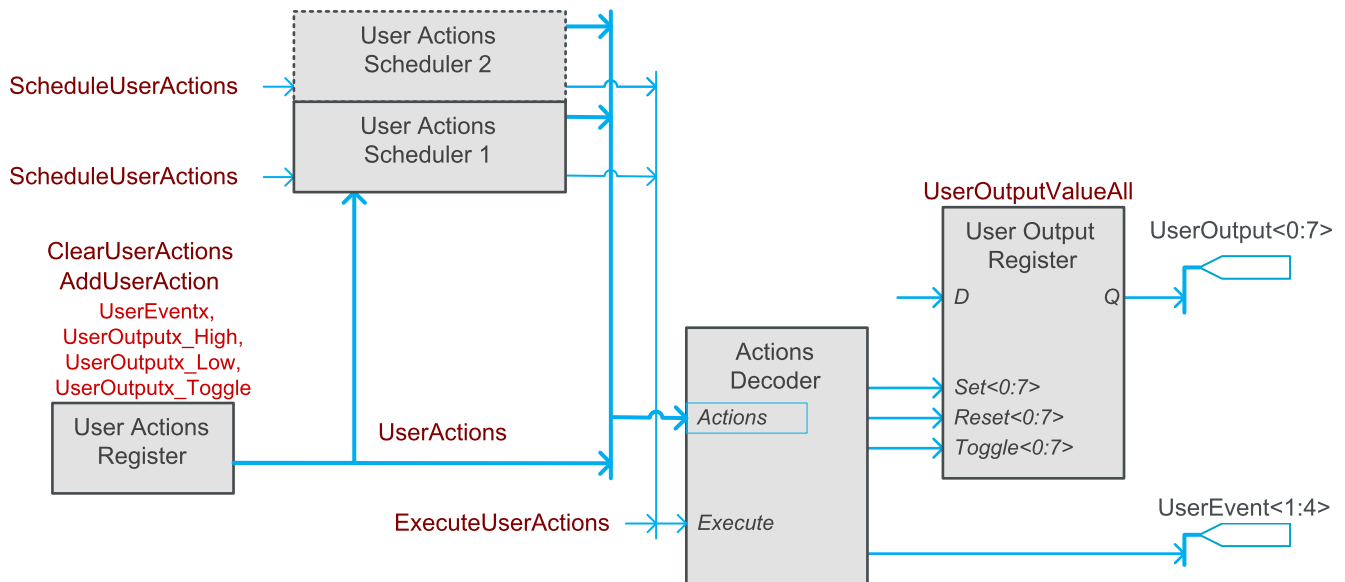 User Actions
Scheduler 2
ScheduleUserActions
User Actions
Scheduler 1
ScheduleUserActions
UserOutputValueAll
User Output
Register
UserOutput<0:7>
ClearUserActions
AddUserAction
UserEventx,
UserOutputx_High,
UserOutputx_Low,
UserOutputx_Toggle
D
Q
Actions
Decoder
Set<0:7>
Reset<0:7>
Toggle<0:7>
Actions
User Actions
Register
UserActions
ExecuteUserActions
Execute
UserEvent<1:4>